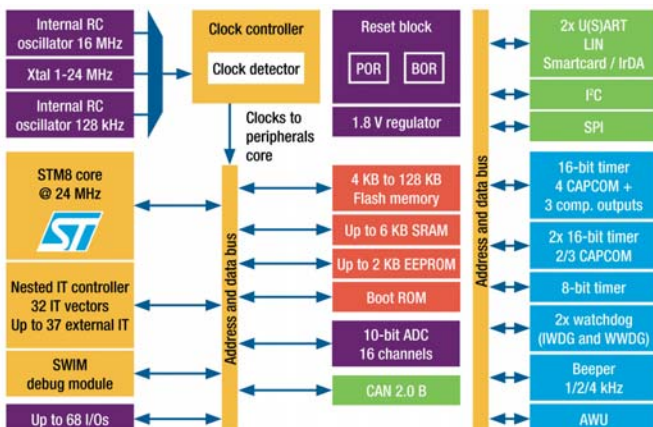 Internal RC
oscillator 16 MHz
Xtal 1-24 MHz
Internal RC
oscillator 128 kHz
Clock controller
Clock detector
Clocks to
peripherals
core
Reset block
POR
BOR
1.8 V regulator
STM8 core
@ 24 MHz
ST
Nested IT controller
32 IT vectors
Up to 37 external IT
SWIM
debug module
Up to 68 I/Os
Address and data bus
4 KB to 128 KB
Flash memory
Up to 6 KB SRAM
Up to 2 KB EEPROM
Boot ROM
10-bit ADC
16 channels
CAN 2.0 B
Address and data bus
2x U(S)ART
LIN
Smartcard / IrDA
I²C
SPI
16-bit timer
4 CAPCOM +
3 comp. outputs
2x 16-bit timer
2/3 CAPCOM
8-bit timer
2x watchdog
(IWDG and WWDG)
Beeper
1/2/4 kHz
AWU